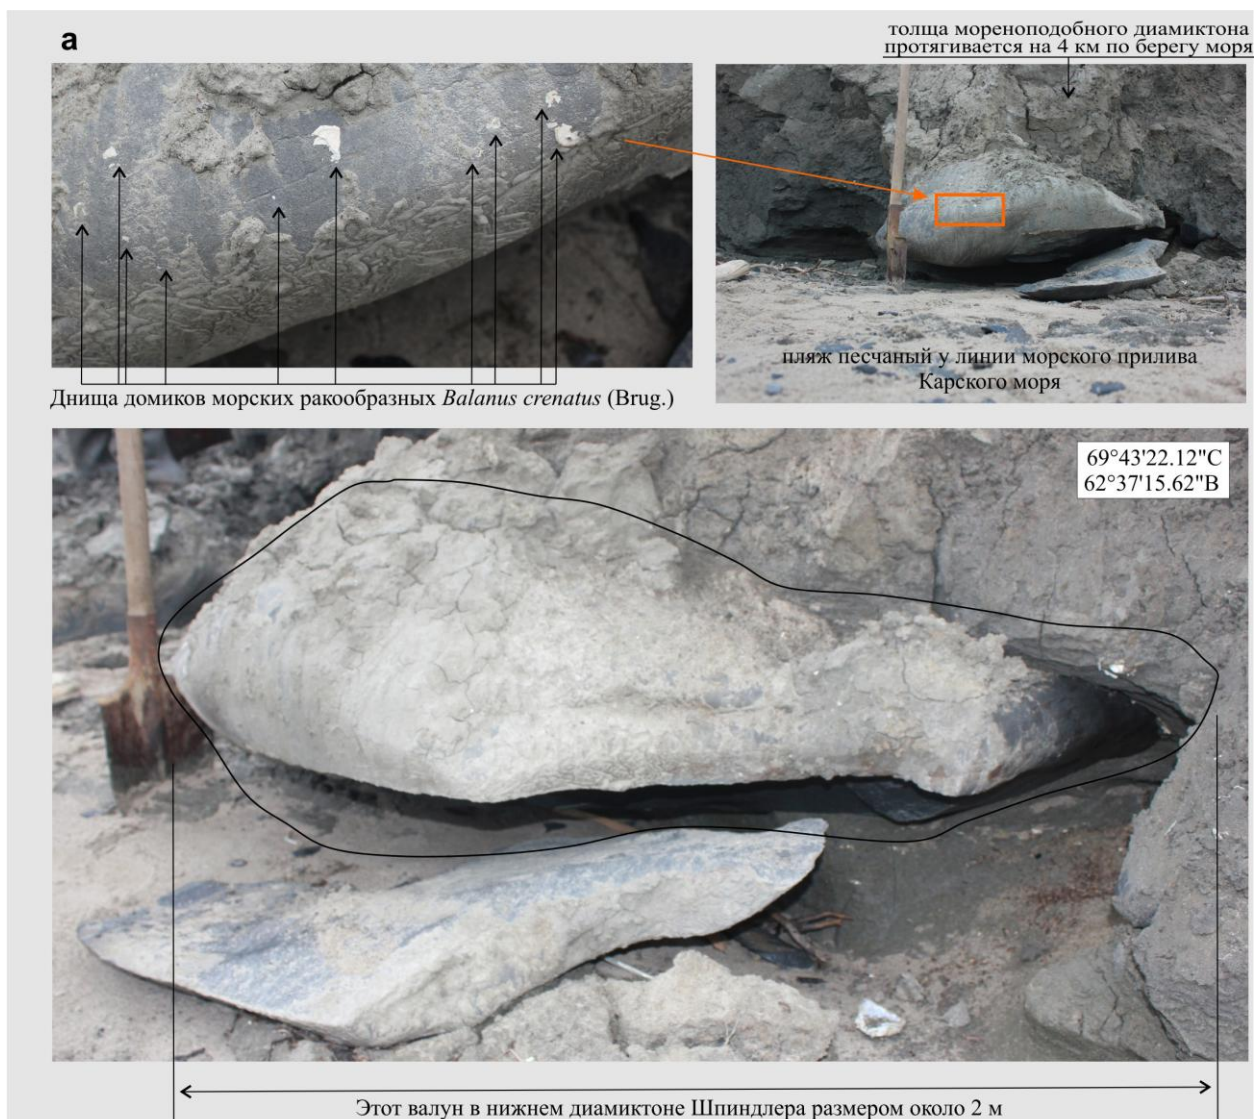 a
толща мореноподобного диамиктона
протягивается на 4 км по берегу моря
пляж песчаный у линии морского прилива
Карского моря
Днища домиков морских ракообразных Balanus crenatus (Brug.)
69°43'22.12"С
62°37'15.62"В
Этот валун в нижнем диамиктоне Шпиндлера размером около 2 м